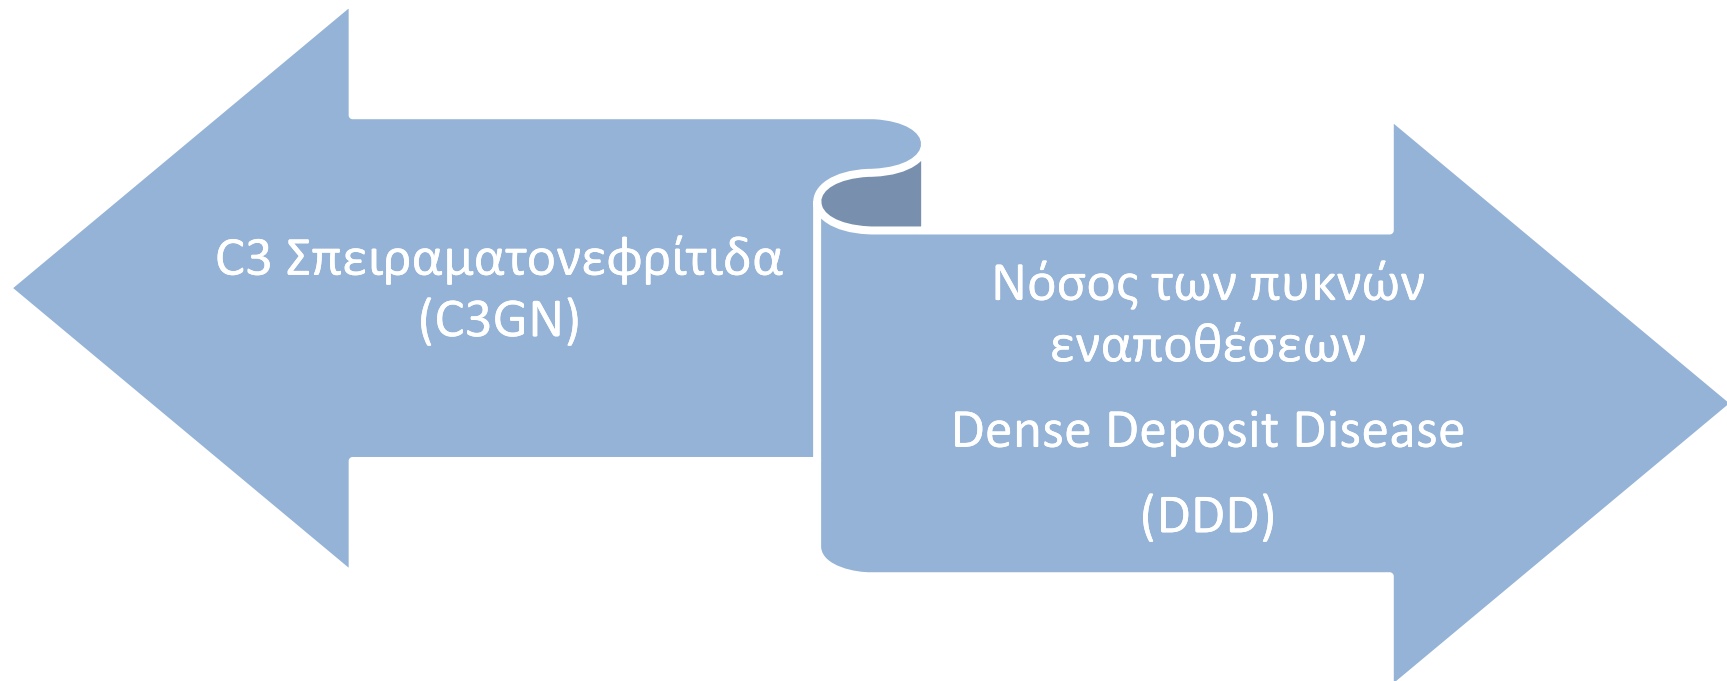 C3 Σπειραματονεφρίτιδα
(C3GN)
Νόσος των πυκνών
εναποθέσεων
Dense Deposit Disease
(DDD)